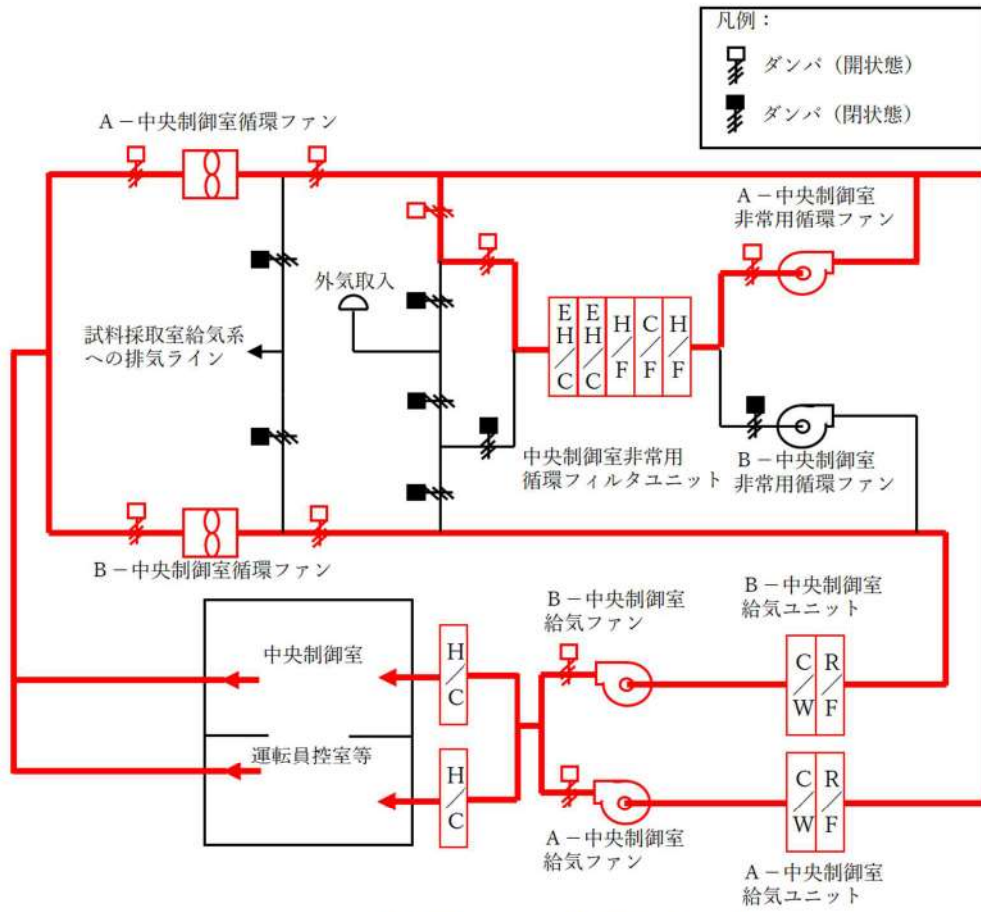 凡例：
ダンパ（開状態）
ダンパ（閉状態）
A－中央制御室循環ファン
A－中央制御室
非常用循環ファン
外気取入
試料採取室給気系
への排気ライン
EH/C
EH/C
H/F
C/F
H/F
中央制御室非常用
循環フィルタユニット
B－中央制御室
非常用循環ファン
B－中央制御室循環ファン
B－中央制御室
給気ファン
B－中央制御室
給気ユニット
中央制御室
H/C
C/W
R/F
運転員控室等
H/C
C/W
R/F
A－中央制御室
給気ファン
A－中央制御室
給気ユニット